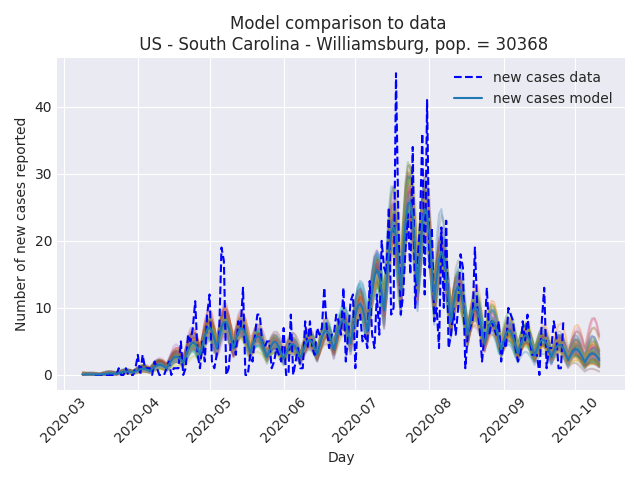 Model comparison to data
US - South Carolina - Williamsburg, pop. = 30368
new cases data
new cases model
Number of new cases reported
40
30
20
10
0
2020-03
2020-04
2020-05
2020-06
2020-07
2020-08
2020-09
2020-10
Day